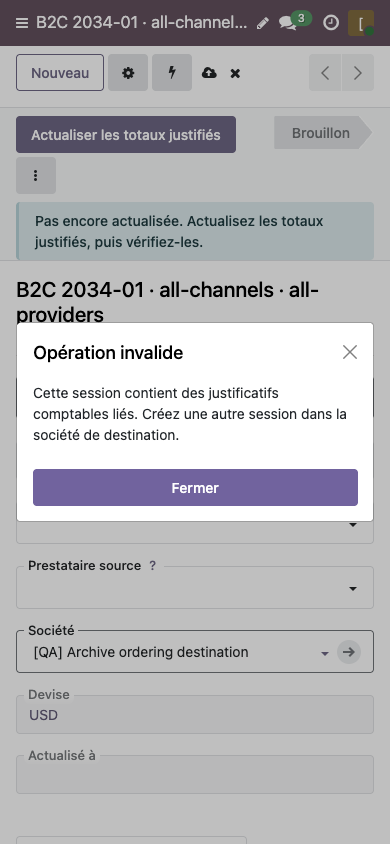 B2C 2034-01 · all-channel...
3
[
Nouveau
Actualiser les totaux justifiés
Brouillon
Pas encore actualisée. Actualisez les totaux
justifiés, puis vérifiez-les.
B2C 2034-01 · all-channels · all-
providers
Opération invalide
Cette session contient des justificatifs
comptables liés. Créez une autre session dans la
société de destination.
Fermer
Prestataire source ?
Société
[QA] Archive ordering destination
Devise
USD
Actualisé à